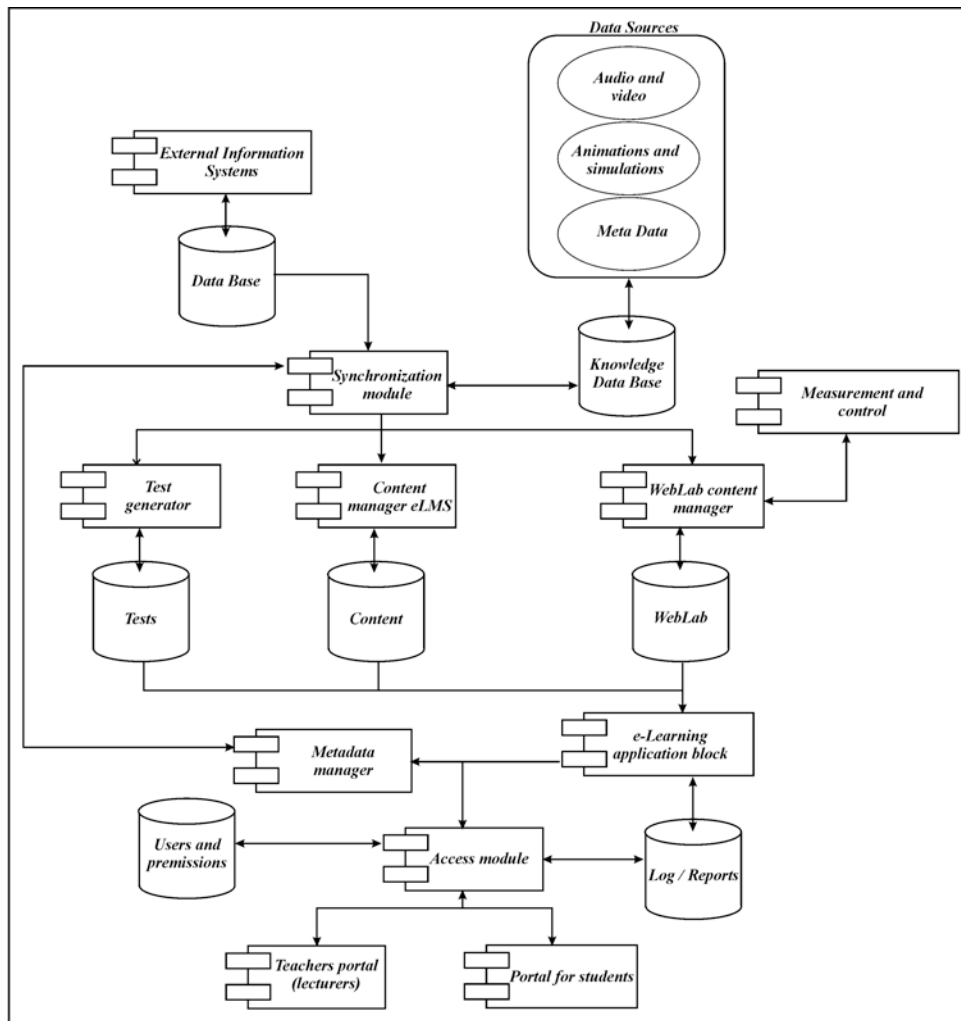 Data Sources
Audio and
video
Animations and
simulations
Meta Data
External Information
Systems
Data Base
Synchronization
module
Knowledge
Data Base
Measurement and
control
Test
generator
Content
manager eLMS
WebLab content
manager
Tests
Content
WebLab
Metadata
manager
e-Learning
application block
Users and
premissions
Access module
Log / Reports
Teachers portal
(lecturers)
Portal for students